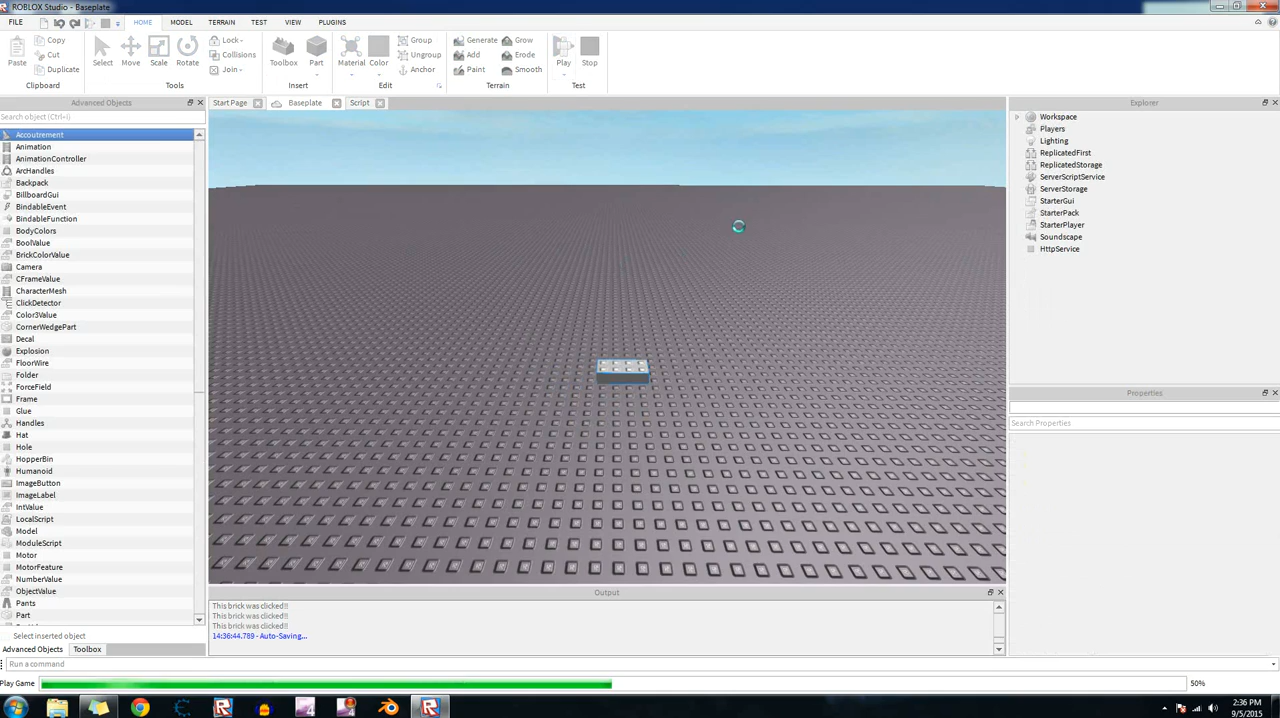 ROBLOX Studio - Baseplate
FILE HOME MODEL TERRAIN TEST VIEW PLUGINS
Paste Copy Cut Duplicate
Select Move Scale Rotate Lock Collisions Join
Toolbox Part
Material Color Group Ungroup Anchor
Generate Grow Add Erode Paint Smooth
Play Stop
Clipboard Tools Insert Edit Terrain Test
Advanced Objects
Start Page Baseplate Script
Explorer
Search object (Ctrl+I)
Accoutrement
Animation
AnimationController
ArcHandles
Backpack
BillboardGui
BindableEvent
BindableFunction
BodyColors
BoolValue
BrickColorValue
Camera
CFrameValue
CharacterMesh
ClickDetector
Color3Value
CornerWedgePart
Decal
Explosion
FloorWire
Folder
ForceField
Frame
Glue
Handles
Hat
Hole
HopperBin
Humanoid
ImageButton
ImageLabel
IntValue
LocalScript
Model
ModuleScript
Motor
MotorFeature
NumberValue
ObjectValue
Pants
Part
Select inserted object
Advanced Objects Toolbox
Workspace
Players
Lighting
ReplicatedFirst
ReplicatedStorage
ServerScriptService
ServerStorage
StarterGui
StarterPack
StarterPlayer
Soundscape
HttpService
Properties
Search Properties
Output
This brick was clicked!!
This brick was clicked!!
This brick was clicked!!
14:36:44.789 - Auto-Saving...
Run a command
Play Game 50%
2:36 PM
9/5/2015